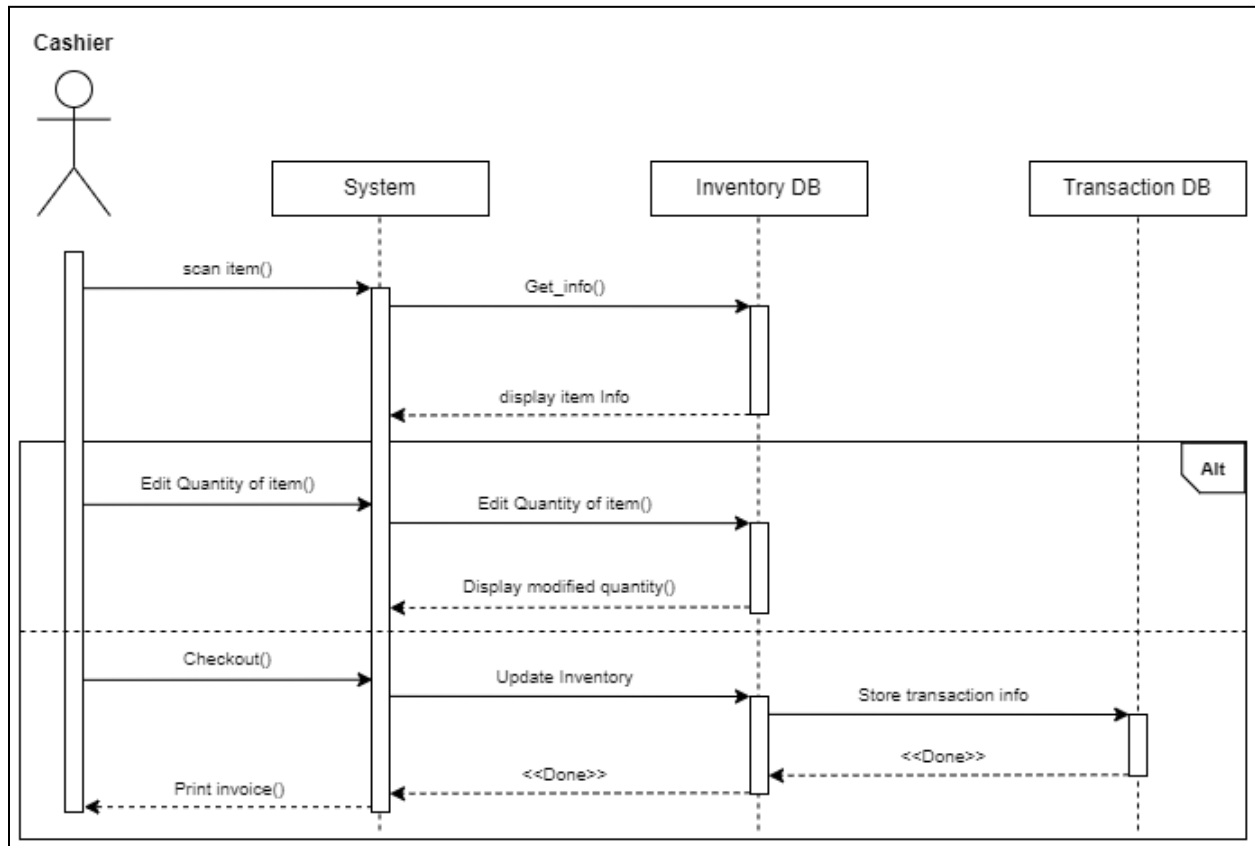 Cashier
System
Inventory DB
Transaction DB
scan item()
Get_info()
display item Info
Alt
Edit Quantity of item()
Edit Quantity of item()
Display modified quantity()
Checkout()
Update Inventory
Store transaction info
<<Done>>
<<Done>>
Print invoice()